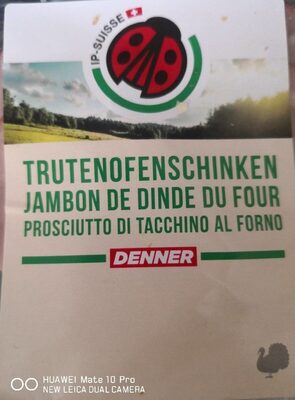 IP-SUISSE
TRUTENOFENSCHINKEN
JAMBON DE DINDE DU FOUR
PROSCIUTTO DI TACCHINO AL FORNO
DENNER
HUAWEI Mate 10 Pro
NEW LEICA DUAL CAMERA